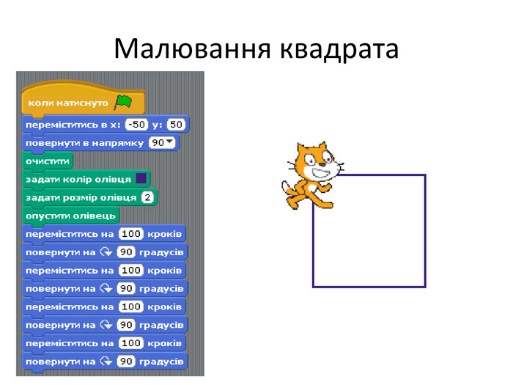 Малювання квадрата
коли натиснуто
переміститись в x: -50 y: 50
повернути в напрямку 90
очистити
задати колір олівця
задати розмір олівця 2
опустити олівець
переміститись на 100 кроків
повернути на 90 градусів
переміститись на 100 кроків
повернути на 90 градусів
переміститись на 100 кроків
повернути на 90 градусів
переміститись на 100 кроків
повернути на 90 градусів